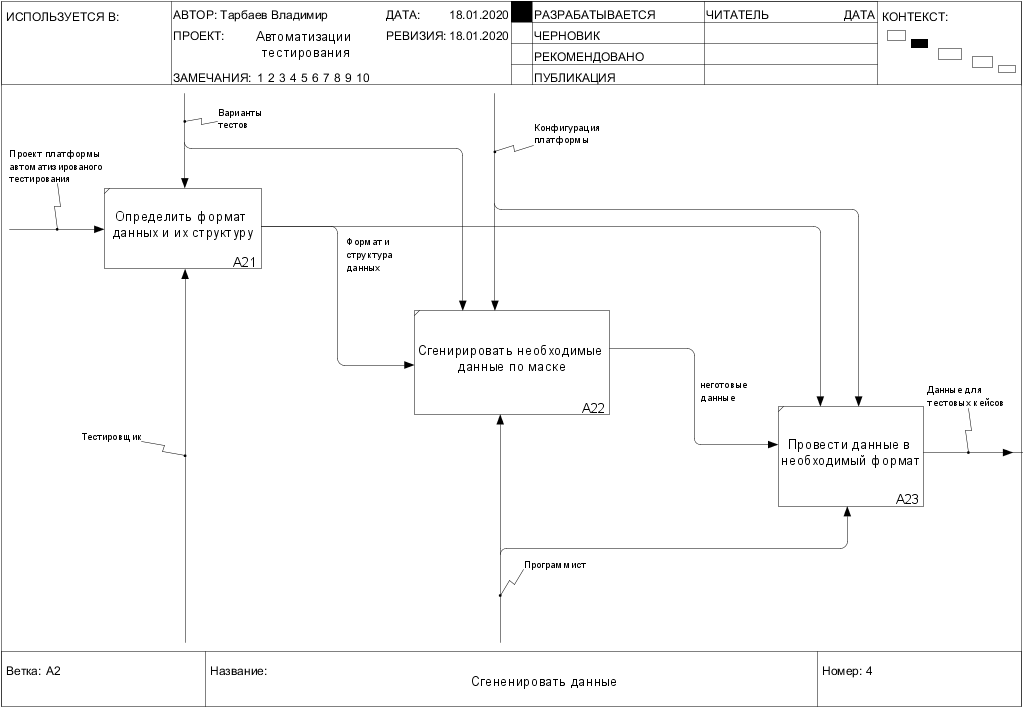 ИСПОЛЬЗУЕТСЯ В:
АВТОР: Тарбаев Владимир
ДАТА: 18.01.2020
РАЗРАБАТЫВАЕТСЯ
ЧИТАТЕЛЬ
ДАТА
КОНТЕКСТ:
ПРОЕКТ: Автоматизации
тестирования
РЕВИЗИЯ: 18.01.2020
ЧЕРНОВИК
РЕКОМЕНДОВАНО
ЗАМЕЧАНИЯ: 1 2 3 4 5 6 7 8 9 10
ПУБЛИКАЦИЯ
Варианты
тестов
Конфигурация
платформы
Проект платформы
автоматизированого
тестирования
Определить формат
данных и их структуру
A21
Формат и
структура
данных
Сгенирировать необходимые
данные по маске
A22
неготовые
данные
Данные для
тестовых кейсов
Тестировщик
Провести данные в
необходимый формат
A23
Программист
Ветка: A2
Название:
Сгененировать данные
Номер: 4